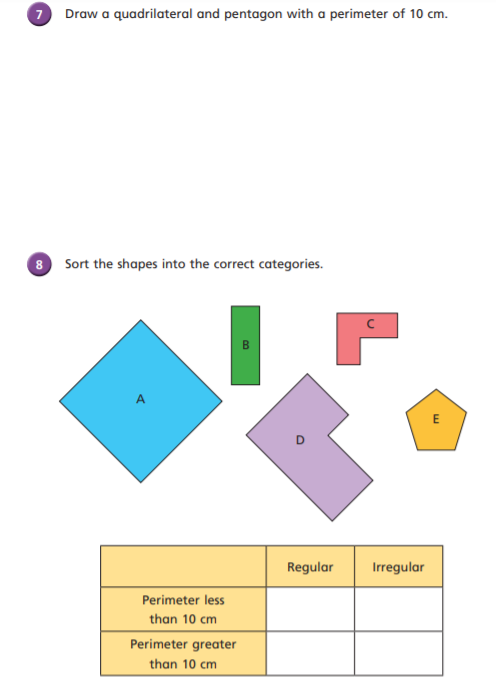 7 Draw a quadrilateral and pentagon with a perimeter of 10 cm.
8 Sort the shapes into the correct categories.
A
B
C
D
E
Regular Irregular
Perimeter less
than 10 cm
Perimeter greater
than 10 cm